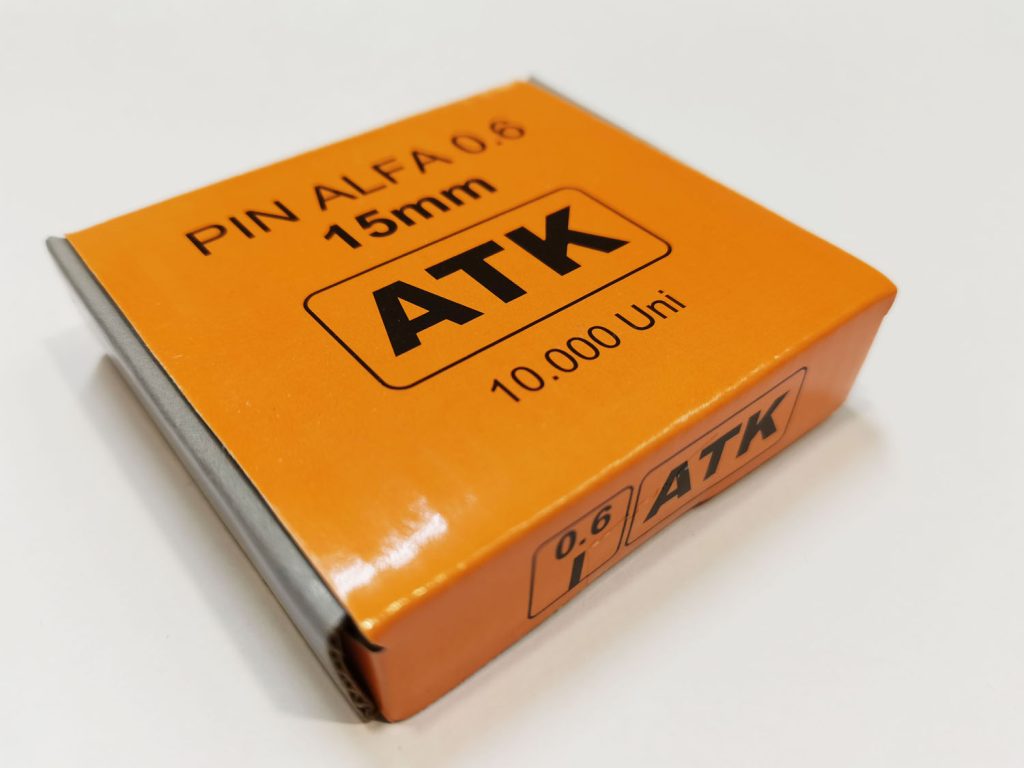 PIN ALFA 0.6
15mm
ATK
10.000 Uni
0.6
I
ATK